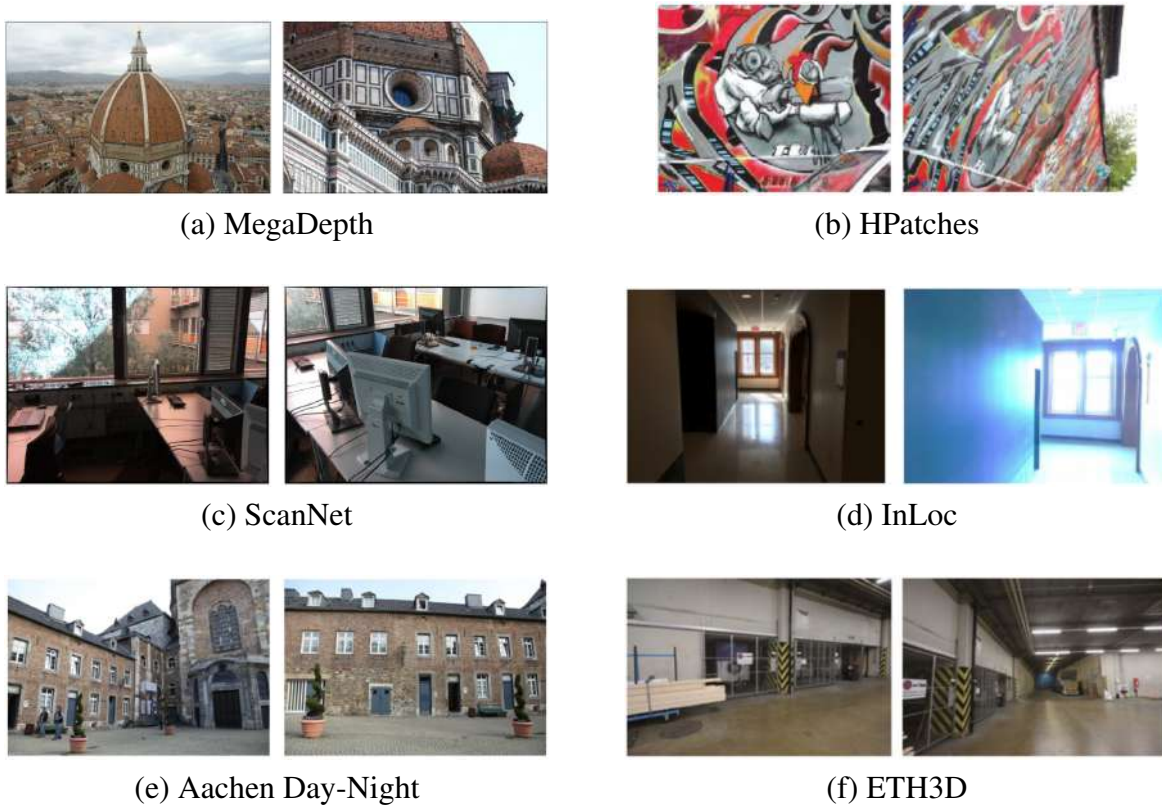 (a) MegaDepth
(b) HPatches
(c) ScanNet
(d) InLoc
(e) Aachen Day-Night
(f) ETH3D